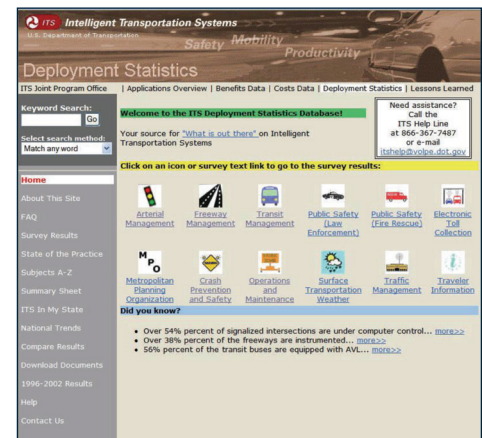 ITS Intelligent Transportation Systems
U.S. Department of Transportation
Safety Mobility Productivity
Deployment Statistics
ITS Joint Program Office | Applications Overview | Benefits Data | Costs Data | Deployment Statistics | Lessons Learned
Keyword Search:
Go
Select search method:
Match any word
Welcome to the ITS Deployment Statistics Database!
Your source for "What is out there" on Intelligent
Transportation Systems
Need assistance?
Call the
ITS Help Line
at 866-367-7487
or e-mail
itshelp@volpe.dot.gov
Click on an icon or survey text link to go to the survey results:
Home
About This Site
FAQ
Survey Results
State of the Practice
Subjects A-Z
Summary Sheet
ITS In My State
National Trends
Compare Results
Download Documents
1996-2002 Results
Help
Contact Us
Arterial
Management
Freeway
Management
Transit
Management
Public Safety
(Law
Enforcement)
Public Safety
(Fire Rescue)
Electronic
Toll
Collection
MPO
Metropolitan
Planning
Organization
Crash
Prevention
and Safety
Operations
and
Maintenance
Surface
Transportation
Weather
Traffic
Management
Traveler
Information
Did you know?
• Over 54% percent of signalized intersections are under computer control... more>>
• Over 38% percent of the freeways are instrumented... more>>
• 56% percent of the transit buses are equipped with AVL... more>>